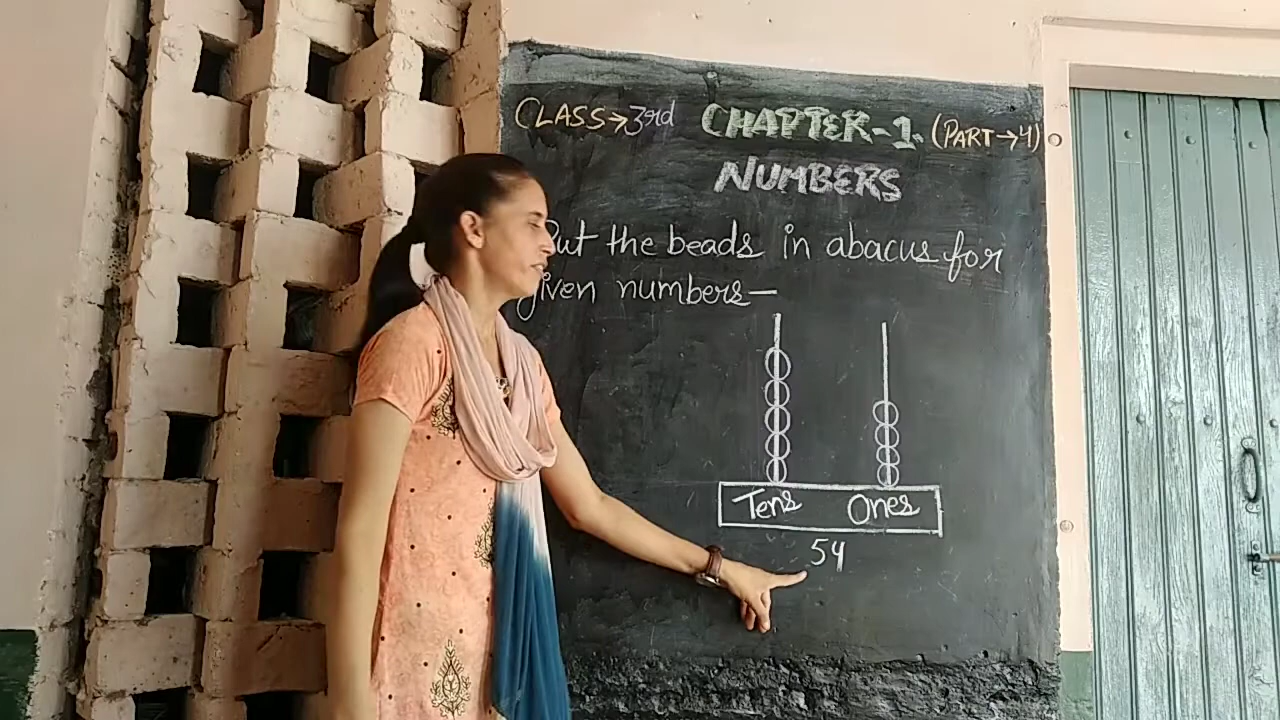 CLASS→3rd CHAPTER-1. (PART→4)
NUMBERS
Put the beads in abacus for
given numbers—
Tens Ones
54